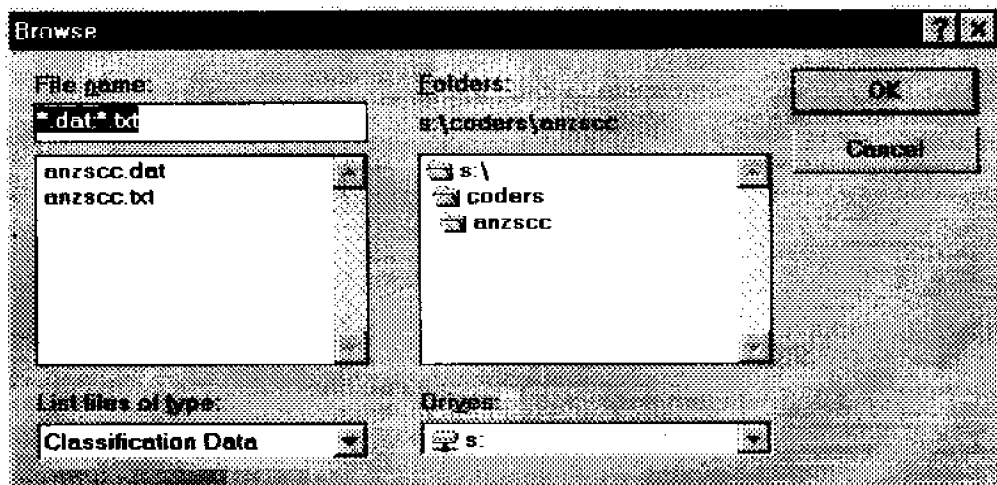 Browse
File name:
*.dat;*.txt
anzscc.dat
anzscc.txt
List files of type:
Classification Data
Folders:
s:\coders\anzscc
s:\
coders
anzscc
Drives:
s:
OK
Cancel